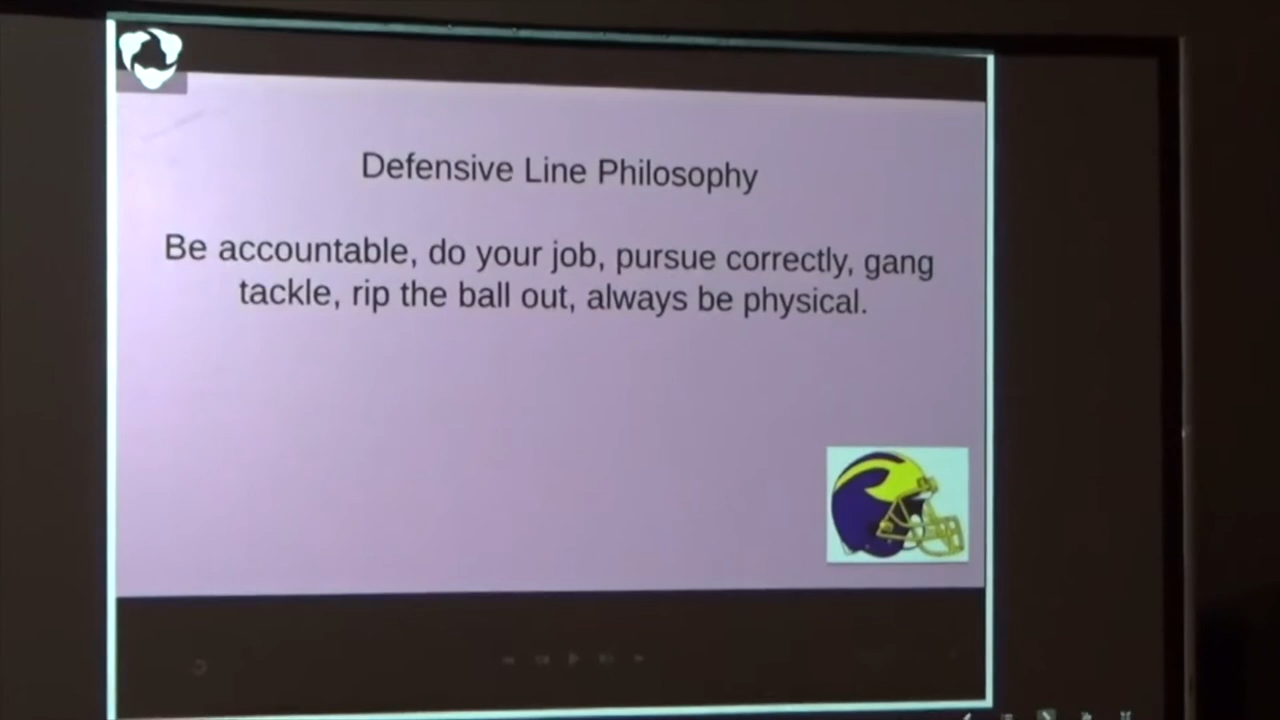 Defensive Line Philosophy
Be accountable, do your job, pursue correctly, gang
tackle, rip the ball out, always be physical.